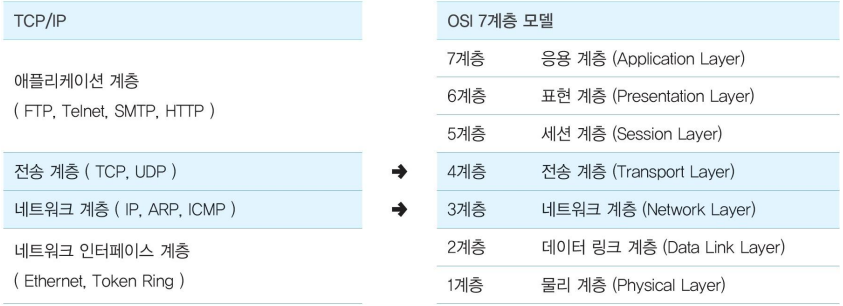 TCP/IP
OSI 7계층 모델
애플리케이션 계층
( FTP, Telnet, SMTP, HTTP )
7계층 응용 계층 (Application Layer)
6계층 표현 계층 (Presentation Layer)
5계층 세션 계층 (Session Layer)
전송 계층 ( TCP, UDP ) ➔ 4계층 전송 계층 (Transport Layer)
네트워크 계층 ( IP, ARP, ICMP ) ➔ 3계층 네트워크 계층 (Network Layer)
네트워크 인터페이스 계층
( Ethernet, Token Ring )
2계층 데이터 링크 계층 (Data Link Layer)
1계층 물리 계층 (Physical Layer)